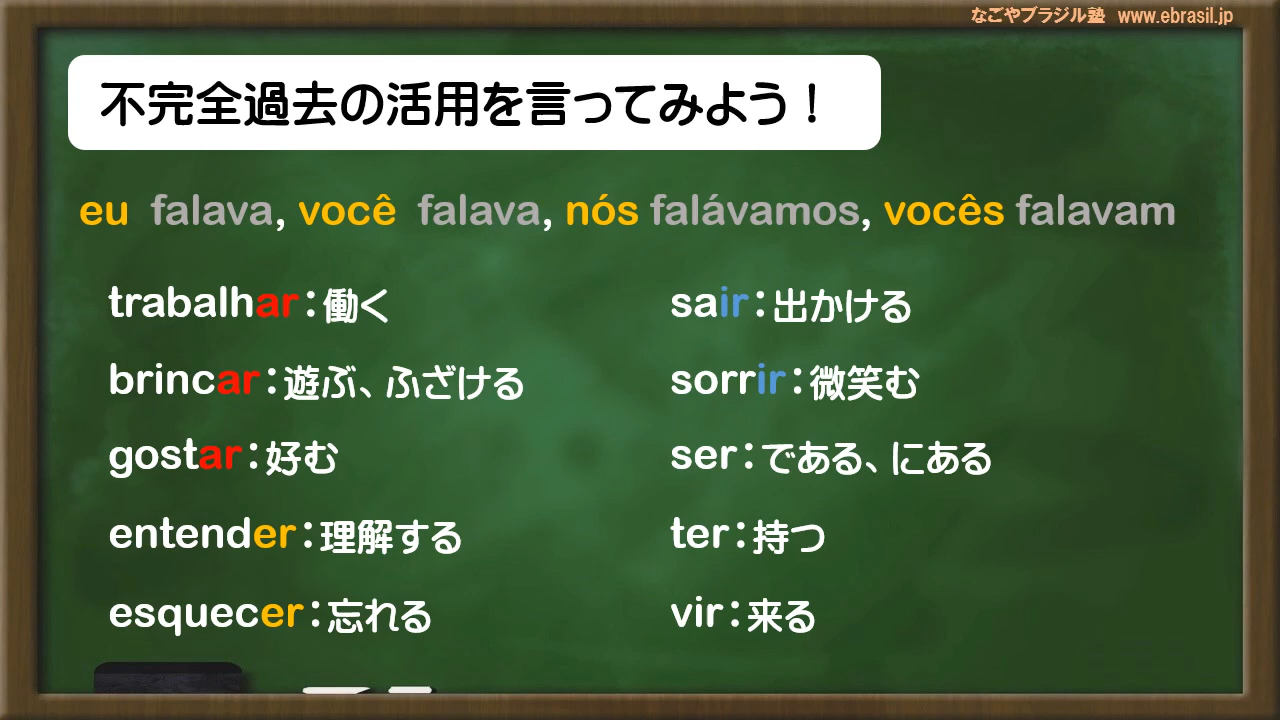 なごやブラジル塾 www.ebrasil.jp
不完全過去の活用を言ってみよう！
eu falava, você falava, nós falávamos, vocês falavam
trabalhar：働く
brincar：遊ぶ、ふざける
gostar：好む
entender：理解する
esquecer：忘れる
sair：出かける
sorrir：微笑む
ser：である、にある
ter：持つ
vir：来る